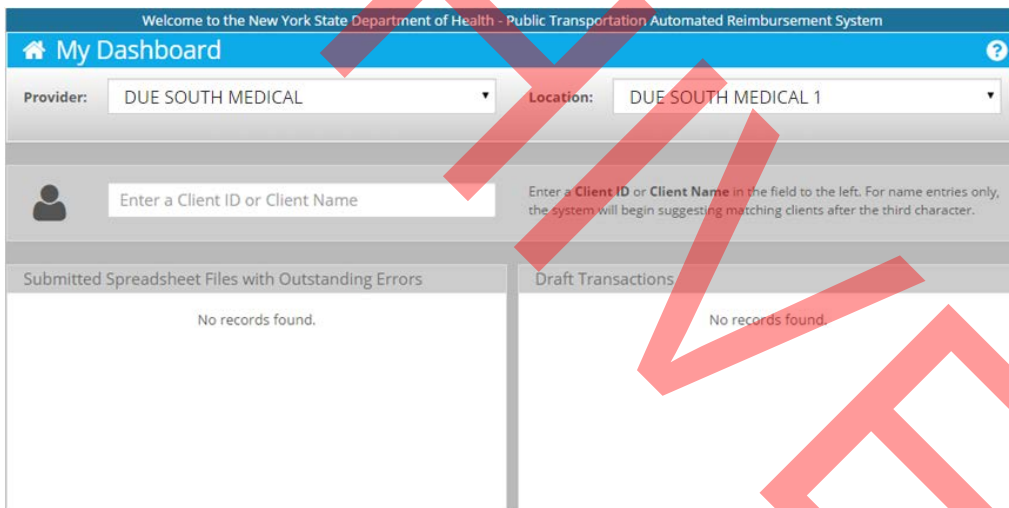 Welcome to the New York State Department of Health - Public Transportation Automated Reimbursement System
My Dashboard
?
Provider: DUE SOUTH MEDICAL Location: DUE SOUTH MEDICAL 1
Enter a Client ID or Client Name
Enter a Client ID or Client Name in the field to the left. For name entries only,
the system will begin suggesting matching clients after the third character.
Submitted Spreadsheet Files with Outstanding Errors
No records found.
Draft Transactions
No records found.
HIVE